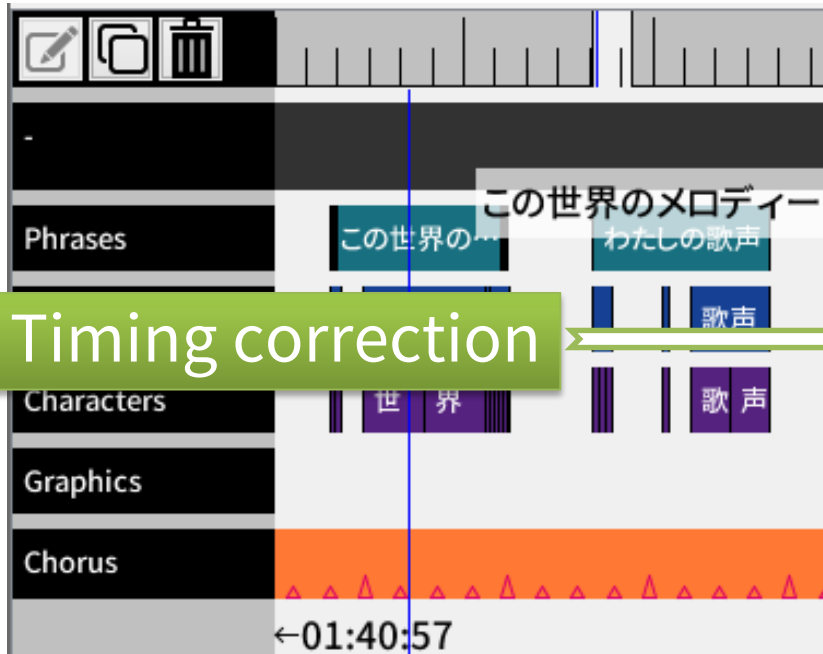 -
この世界のメロディー
Phrases
この世界の…
わたしの歌声
歌声
Timing correction
Characters
世 界
歌 声
Graphics
Chorus
←01:40:57